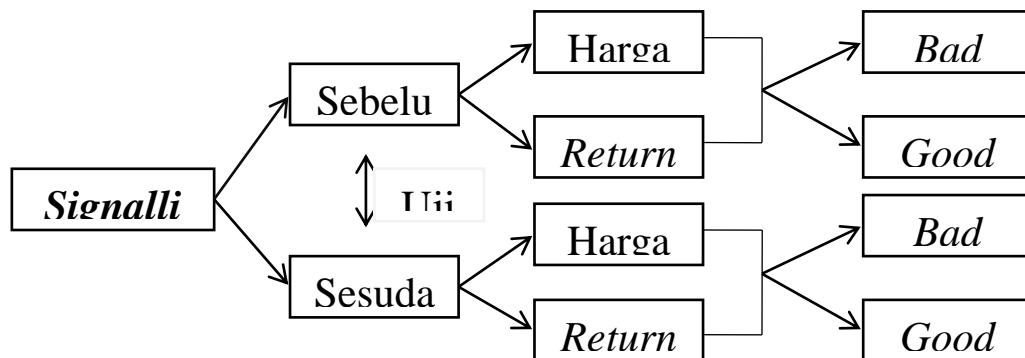 Harga
Bad
Sebelu
Return
Good
Signalli
Uji
Harga
Bad
Sesuda
Return
Good